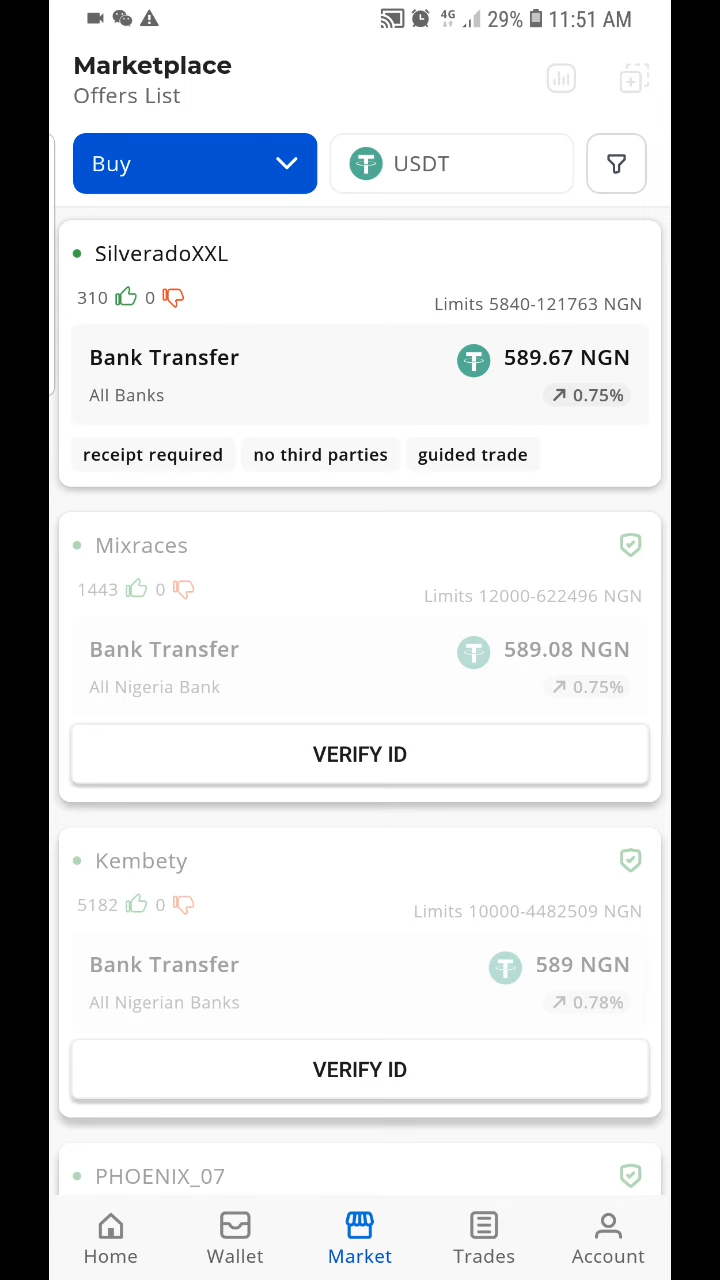 4G 29% 11:51 AM
Marketplace
Offers List
Buy
USDT
SilveradoXXL
310 0
Limits 5840-121763 NGN
Bank Transfer 589.67 NGN
All Banks 0.75%
receipt required no third parties guided trade
Mixraces
1443 0
Limits 12000-622496 NGN
Bank Transfer 589.08 NGN
All Nigeria Bank 0.75%
VERIFY ID
Kembety
5182 0
Limits 10000-4482509 NGN
Bank Transfer 589 NGN
All Nigerian Banks 0.78%
VERIFY ID
PHOENIX_07
Home Wallet Market Trades Account